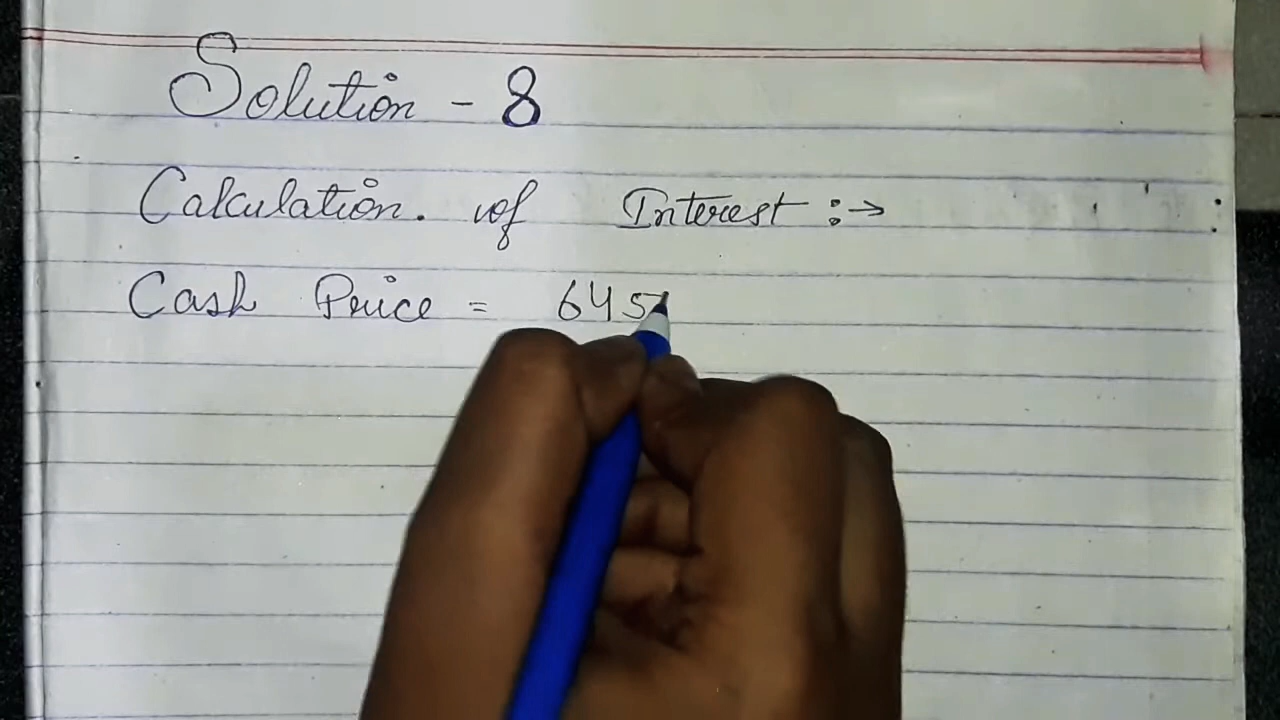 Solution - 8
Calculation. of Interest :→
Cash Price = 645